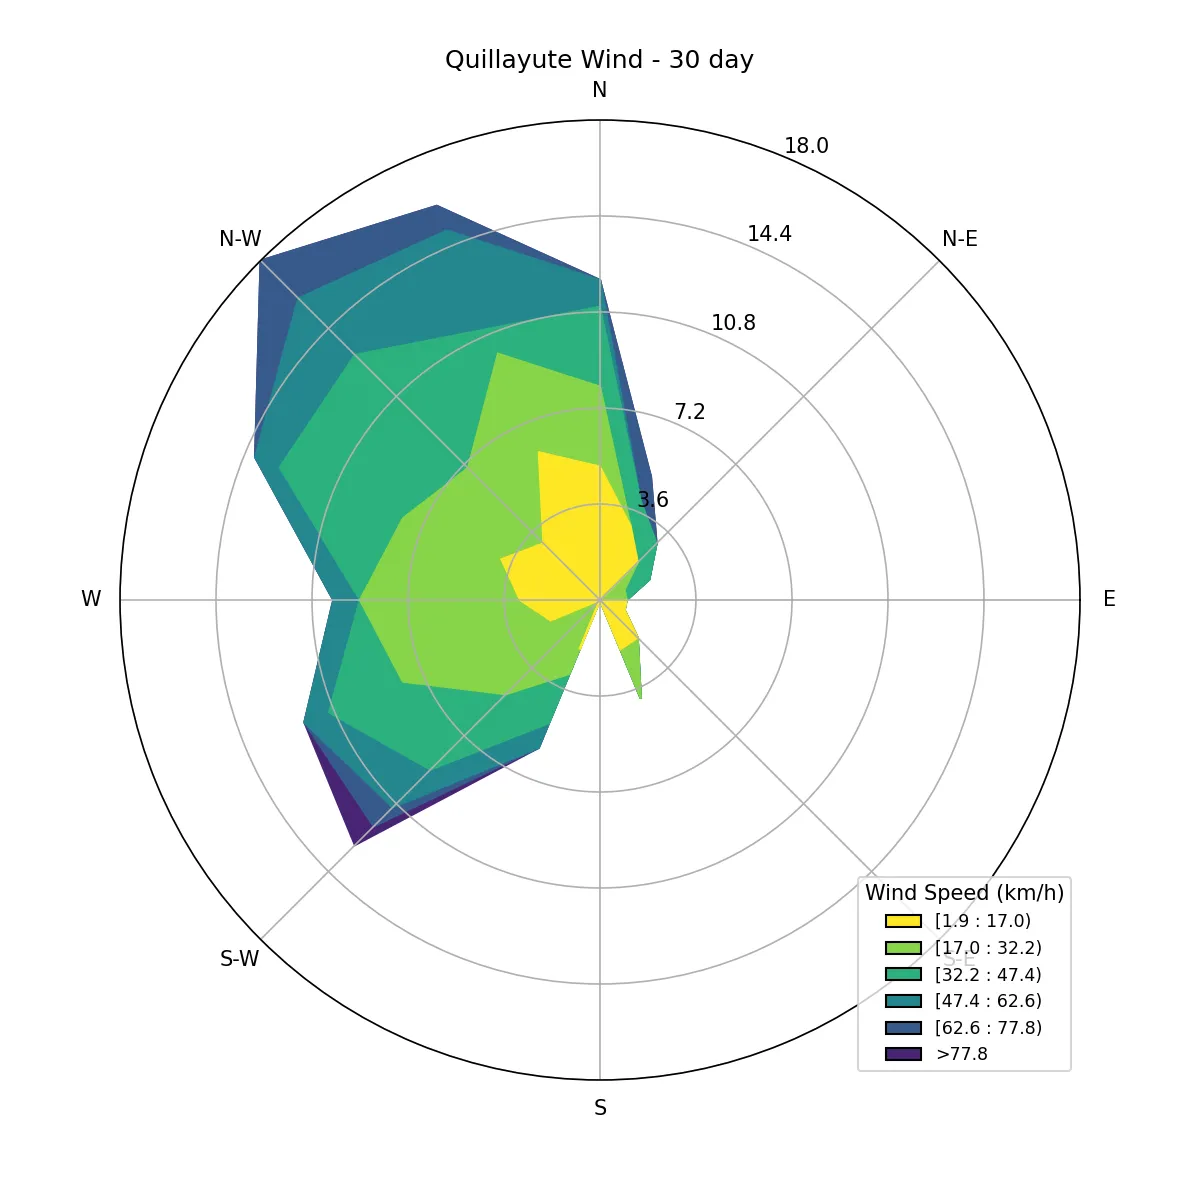 Quillayute Wind - 30 day
N
18.0
14.4
N-W
N-E
10.8
7.2
3.6
W
E
S-W
S-E
S
Wind Speed (km/h)
[1.9 : 17.0)
[17.0 : 32.2)
[32.2 : 47.4)
[47.4 : 62.6)
[62.6 : 77.8)
>77.8